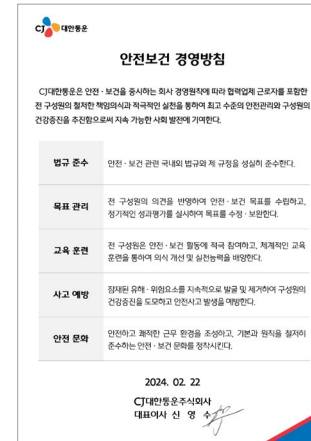 CJ대한통운
안전보건 경영방침
CJ대한통운은 안전 · 보건을 중시하는 회사 경영원칙에 따라 협력업체 근로자를 포함한
전 구성원의 철저한 책임의식과 적극적인 실천을 통하여 최고 수준의 안전관리와 구성원의
건강증진을 추진함으로써 지속 가능한 사회 발전에 기여한다.
법규 준수
안전 · 보건 관련 국내외 법규와 제 규정을 성실히 준수한다.
목표 관리
전 구성원의 의견을 반영하여 안전 · 보건 목표를 수립하고,
정기적인 성과평가를 실시하여 목표를 수정 · 보완한다.
교육 훈련
전 구성원은 안전 · 보건 활동에 적극 참여하고, 체계적인 교육
훈련을 통하여 의식 개선 및 실천능력을 배양한다.
사고 예방
잠재된 유해 · 위험요소를 지속적으로 발굴 및 제거하여 구성원의
건강증진을 도모하고 안전사고 발생을 예방한다.
안전 문화
안전하고 쾌적한 근무 환경을 조성하고, 기본과 원칙을 철저히
준수하는 안전 · 보건 문화를 정착시킨다.
2024. 02. 22
CJ대한통운주식회사
대표이사 신 영 수